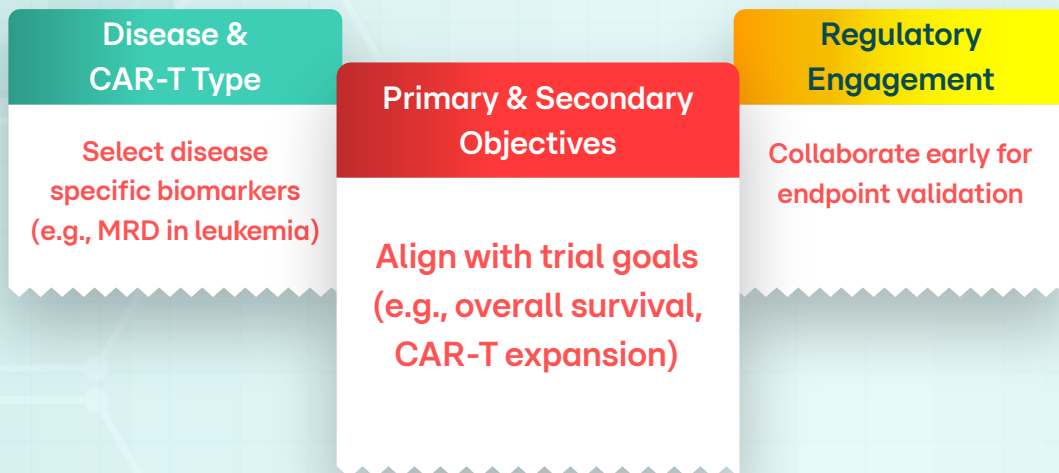 Disease &
CAR-T Type
Select disease
specific biomarkers
(e.g., MRD in leukemia)
Primary & Secondary
Objectives
Align with trial goals
(e.g., overall survival,
CAR-T expansion)
Regulatory
Engagement
Collaborate early for
endpoint validation